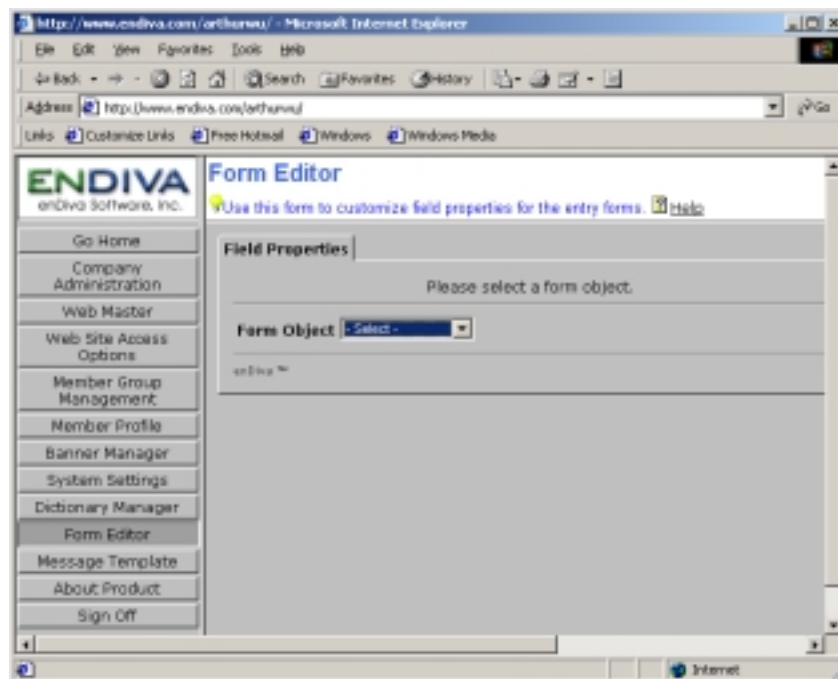 http://www.endiva.com/arthurwu/ - Microsoft Internet Explorer
File Edit View Favorites Tools Help
Back Search Favorites History
Address http://www.endiva.com/arthurwu/ Go
Links Customize Links Free Hotmail Windows Windows Media
ENDIVA
enDiva Software, Inc.
Form Editor
Use this form to customize field properties for the entry forms. Help
Go Home
Company
Administration
Web Master
Web Site Access
Options
Member Group
Management
Member Profile
Banner Manager
System Settings
Dictionary Manager
Form Editor
Message Template
About Product
Sign Off
Field Properties
Please select a form object.
Form Object - Select -
enDiva ™
Internet